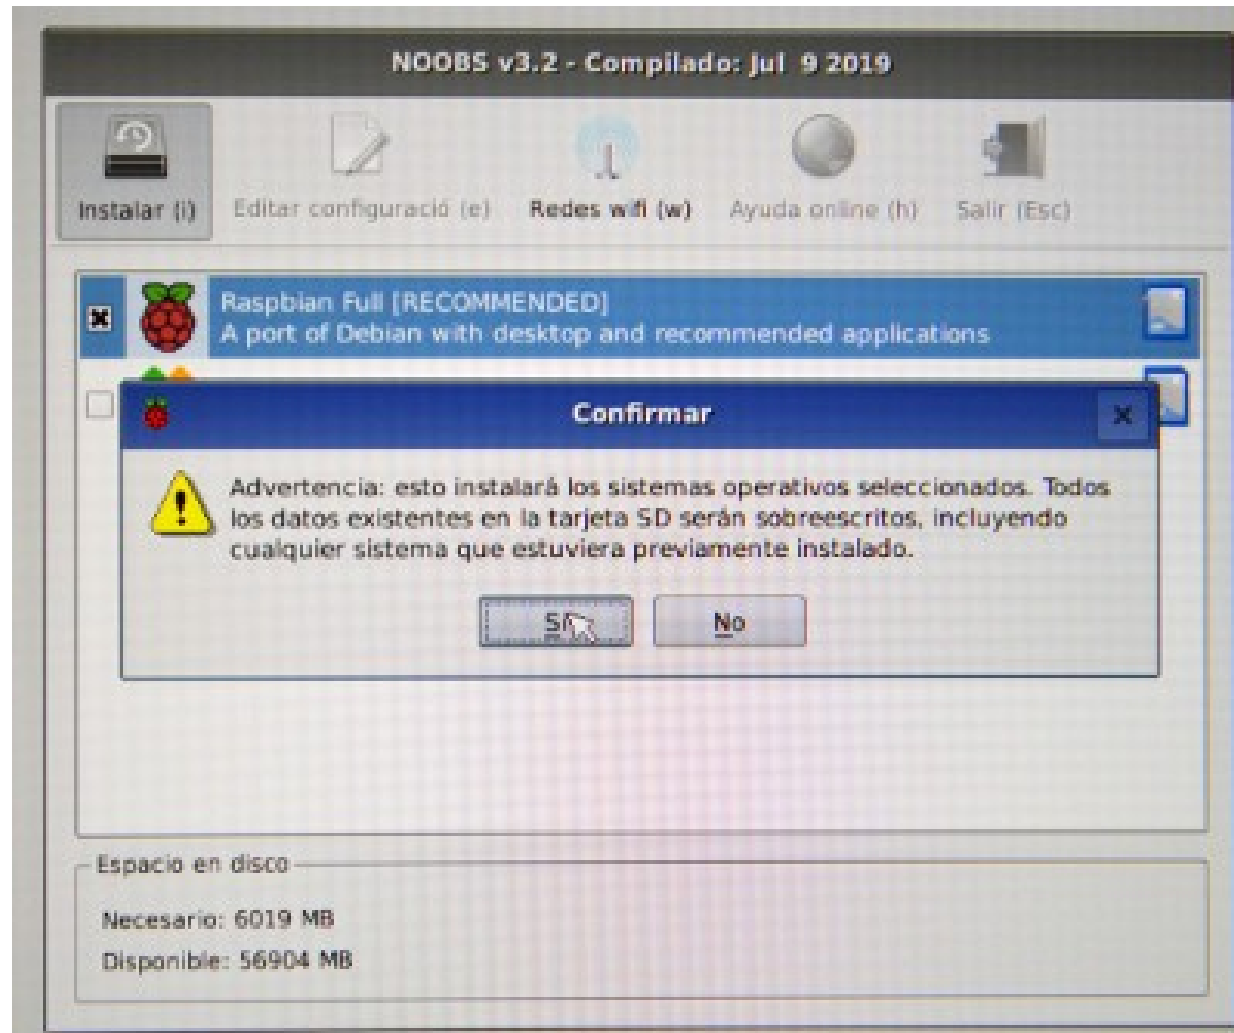 NOOBS v3.2 - Compilado: Jul 9 2019
Instalar (i)
Editar configuració (e)
Redes wifi (w)
Ayuda online (h)
Salir (Esc)
Raspbian Full [RECOMMENDED]
A port of Debian with desktop and recommended applications
Confirmar
Advertencia: esto instalará los sistemas operativos seleccionados. Todos
los datos existentes en la tarjeta SD serán sobreescritos, incluyendo
cualquier sistema que estuviera previamente instalado.
Sí
No
Espacio en disco
Necesario: 6019 MB
Disponible: 56904 MB